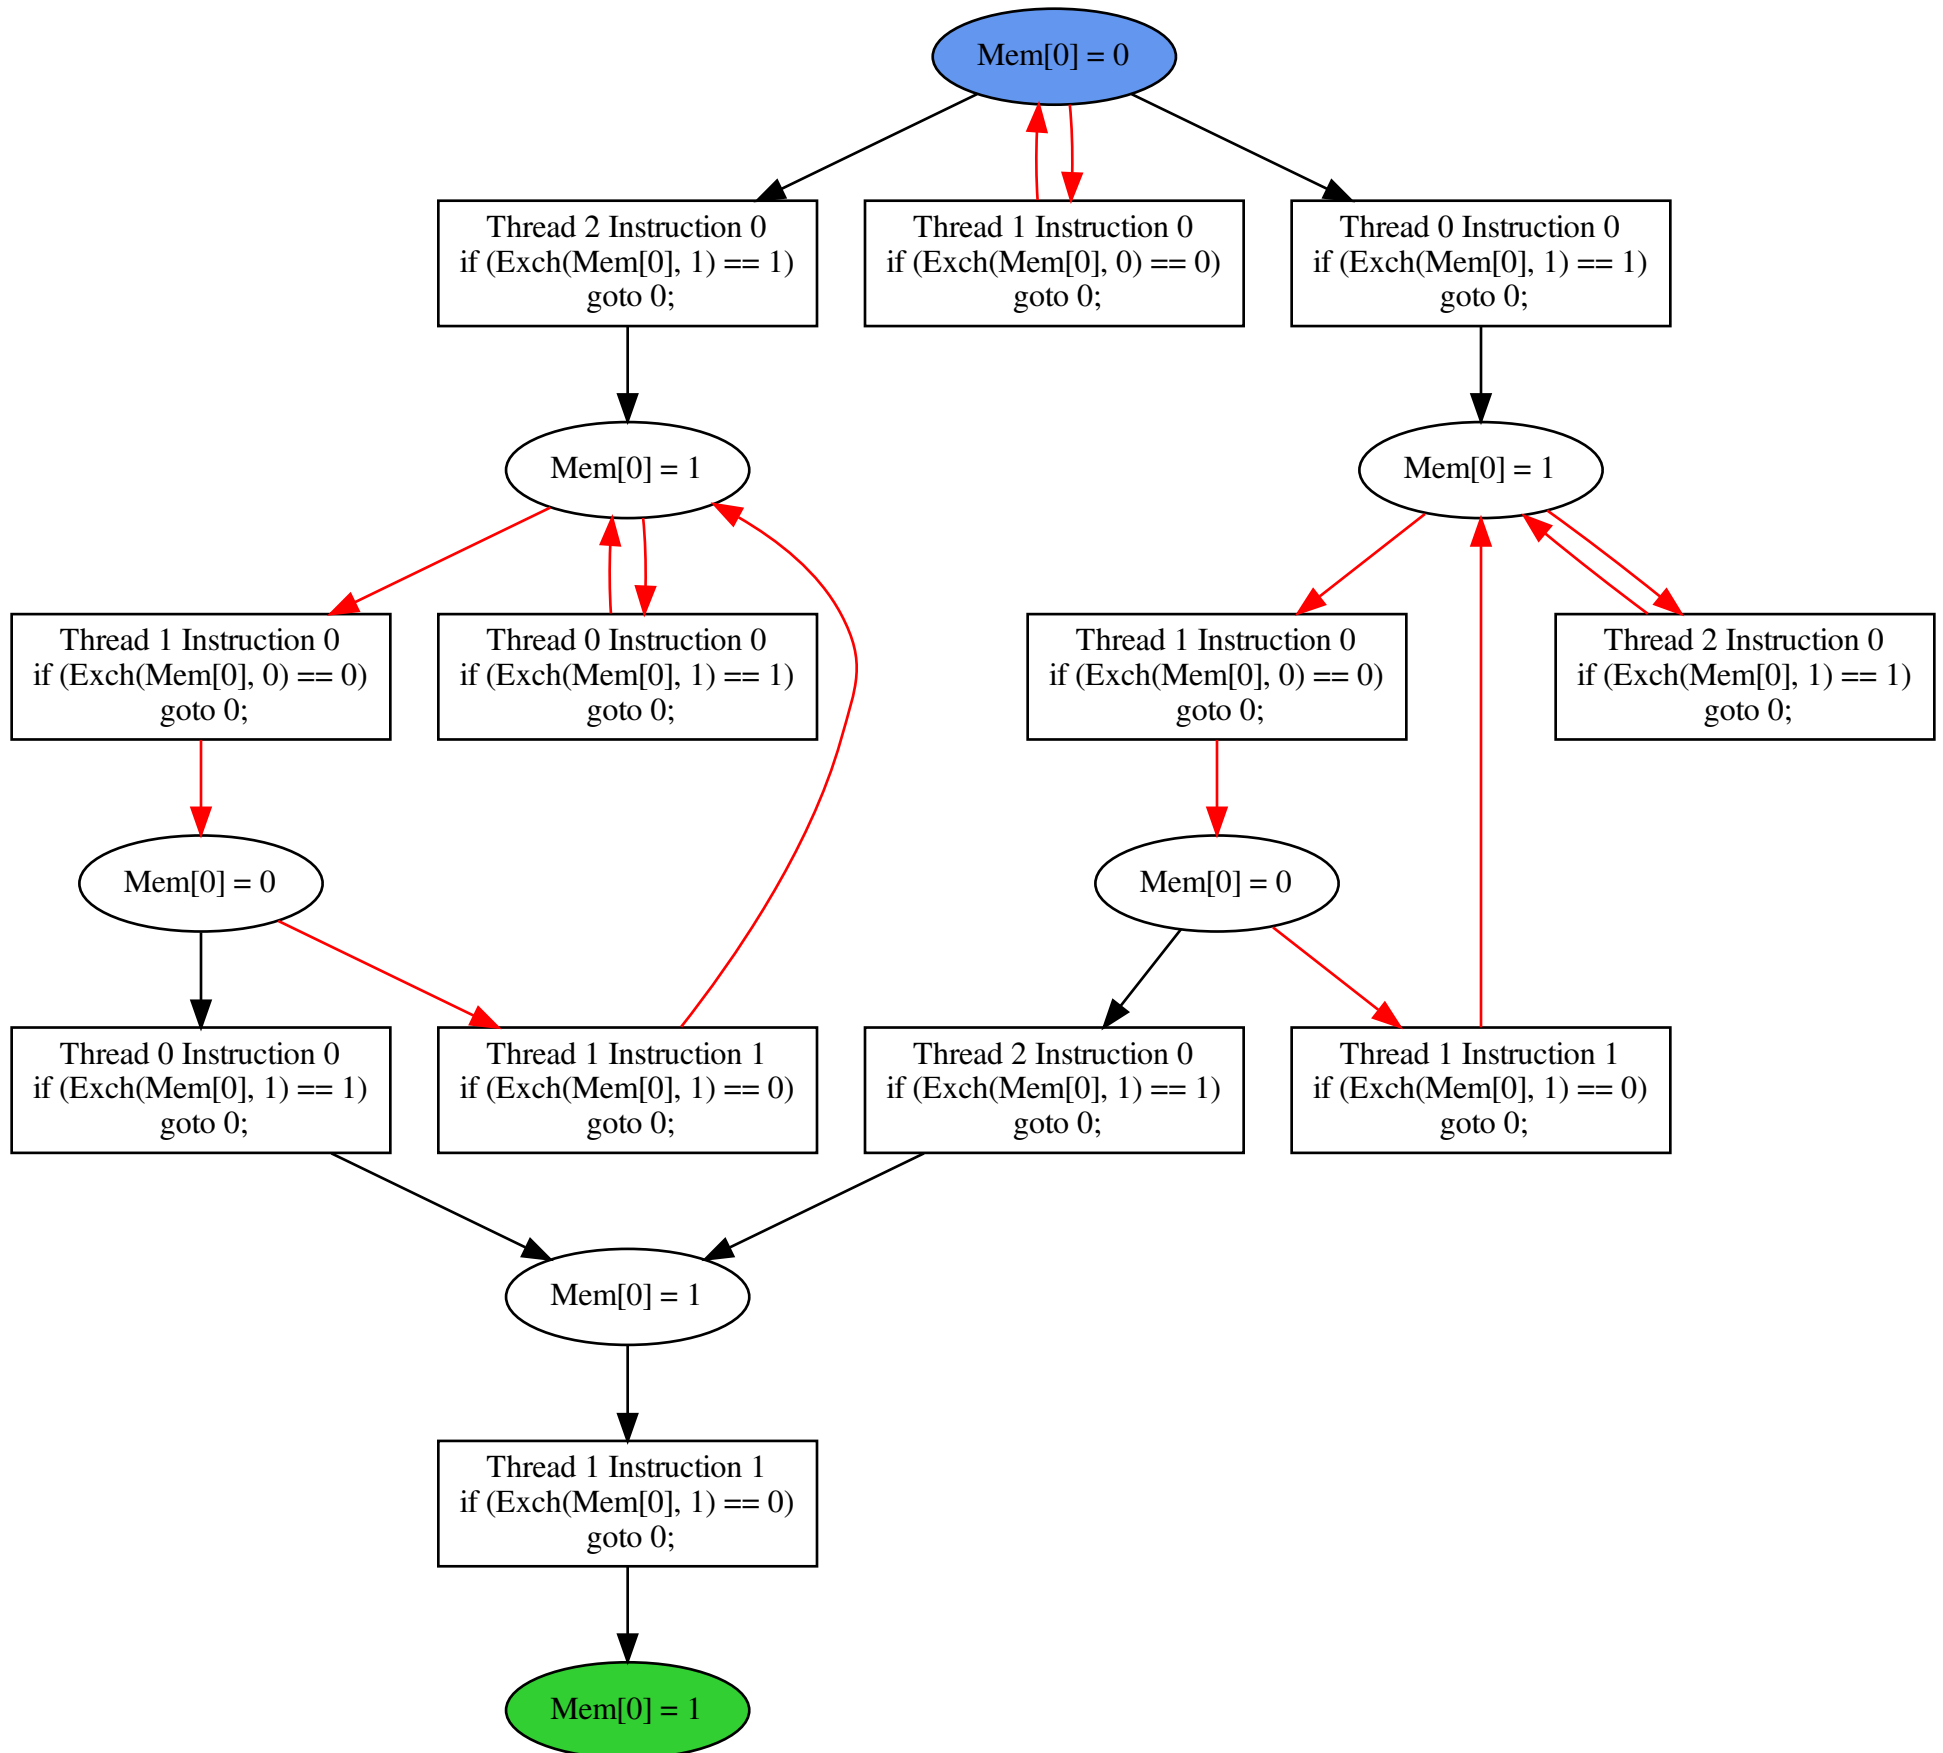 Mem[0] = 0
Thread 2 Instruction 0
if (Exch(Mem[0], 1) == 1)
goto 0;
Thread 1 Instruction 0
if (Exch(Mem[0], 0) == 0)
goto 0;
Thread 0 Instruction 0
if (Exch(Mem[0], 1) == 1)
goto 0;
Mem[0] = 1
Mem[0] = 1
Thread 1 Instruction 0
if (Exch(Mem[0], 0) == 0)
goto 0;
Thread 0 Instruction 0
if (Exch(Mem[0], 1) == 1)
goto 0;
Thread 1 Instruction 0
if (Exch(Mem[0], 0) == 0)
goto 0;
Thread 2 Instruction 0
if (Exch(Mem[0], 1) == 1)
goto 0;
Mem[0] = 0
Mem[0] = 0
Thread 0 Instruction 0
if (Exch(Mem[0], 1) == 1)
goto 0;
Thread 1 Instruction 1
if (Exch(Mem[0], 1) == 0)
goto 0;
Thread 2 Instruction 0
if (Exch(Mem[0], 1) == 1)
goto 0;
Thread 1 Instruction 1
if (Exch(Mem[0], 1) == 0)
goto 0;
Mem[0] = 1
Thread 1 Instruction 1
if (Exch(Mem[0], 1) == 0)
goto 0;
Mem[0] = 1